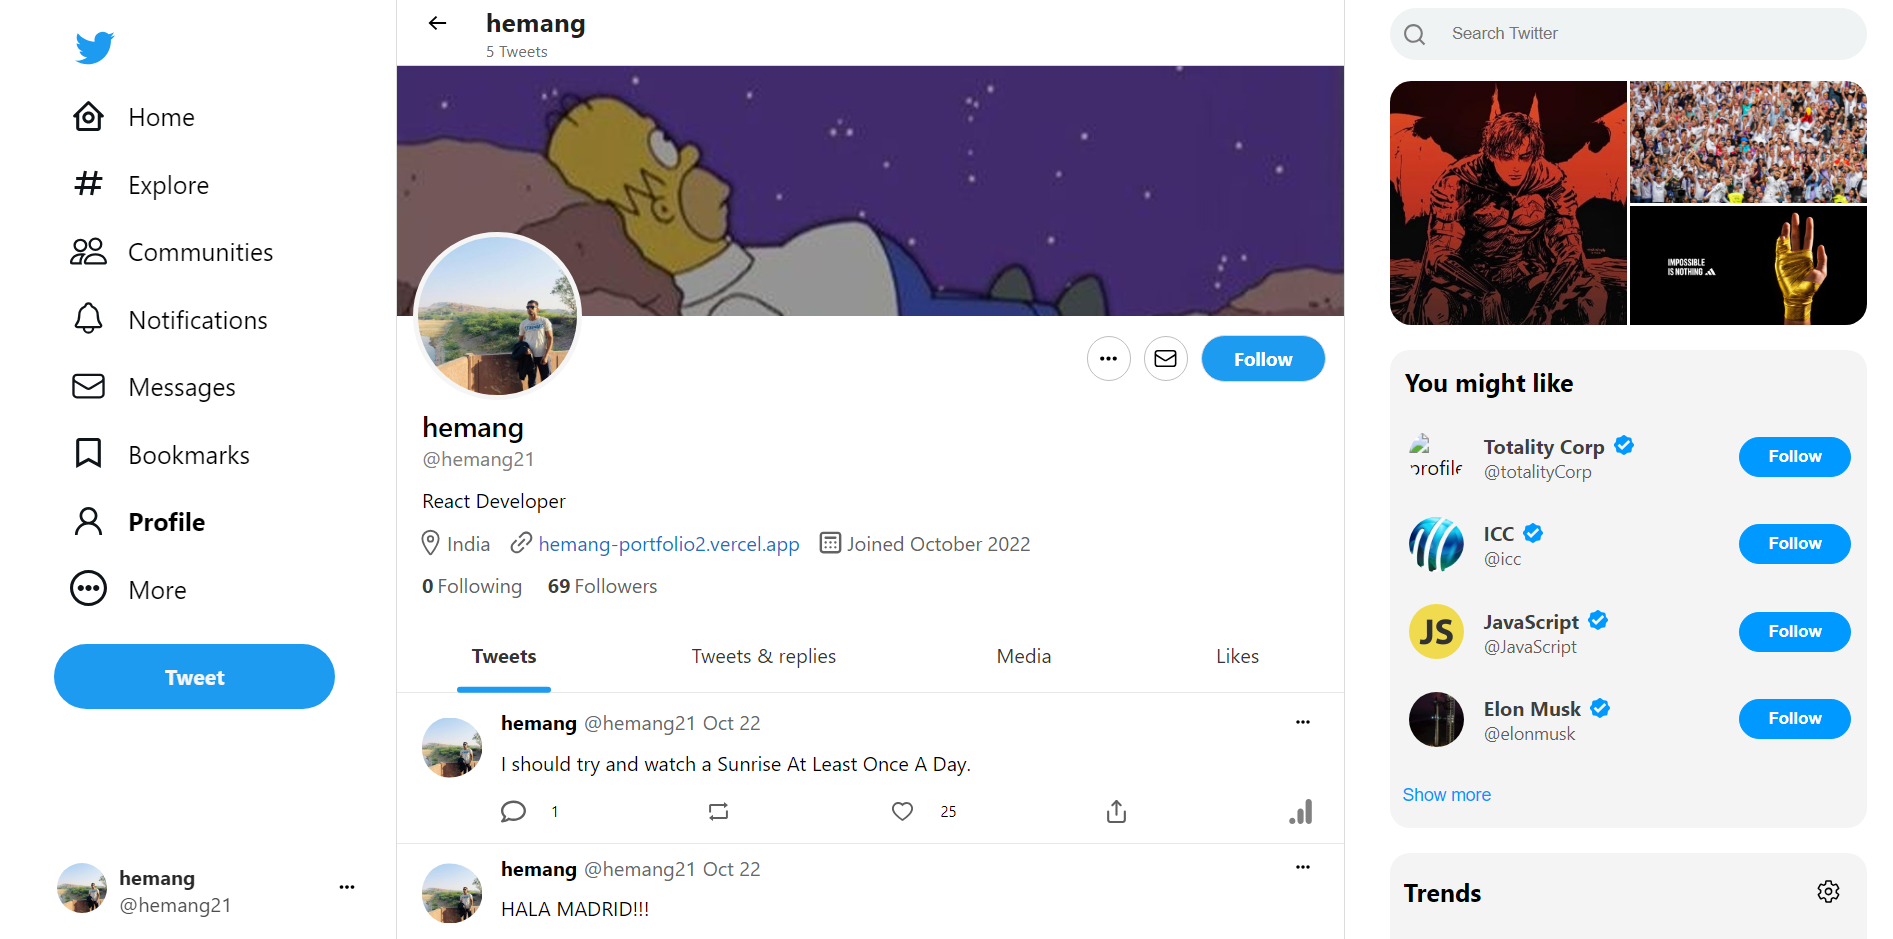 Home
Explore
Communities
Notifications
Messages
Bookmarks
Profile
More
Tweet
hemang
@hemang21
hemang
5 Tweets
Follow
hemang
@hemang21
React Developer
India hemang-portfolio2.vercel.app Joined October 2022
0 Following 69 Followers
Tweets Tweets & replies Media Likes
hemang @hemang21 Oct 22
I should try and watch a Sunrise At Least Once A Day.
1 25
hemang @hemang21 Oct 22
HALA MADRID!!!
Search Twitter
IMPOSSIBLE
IS NOTHING
You might like
profile
Totality Corp
@totalityCorp
Follow
ICC
@icc
Follow
JS
JavaScript
@JavaScript
Follow
Elon Musk
@elonmusk
Follow
Show more
Trends